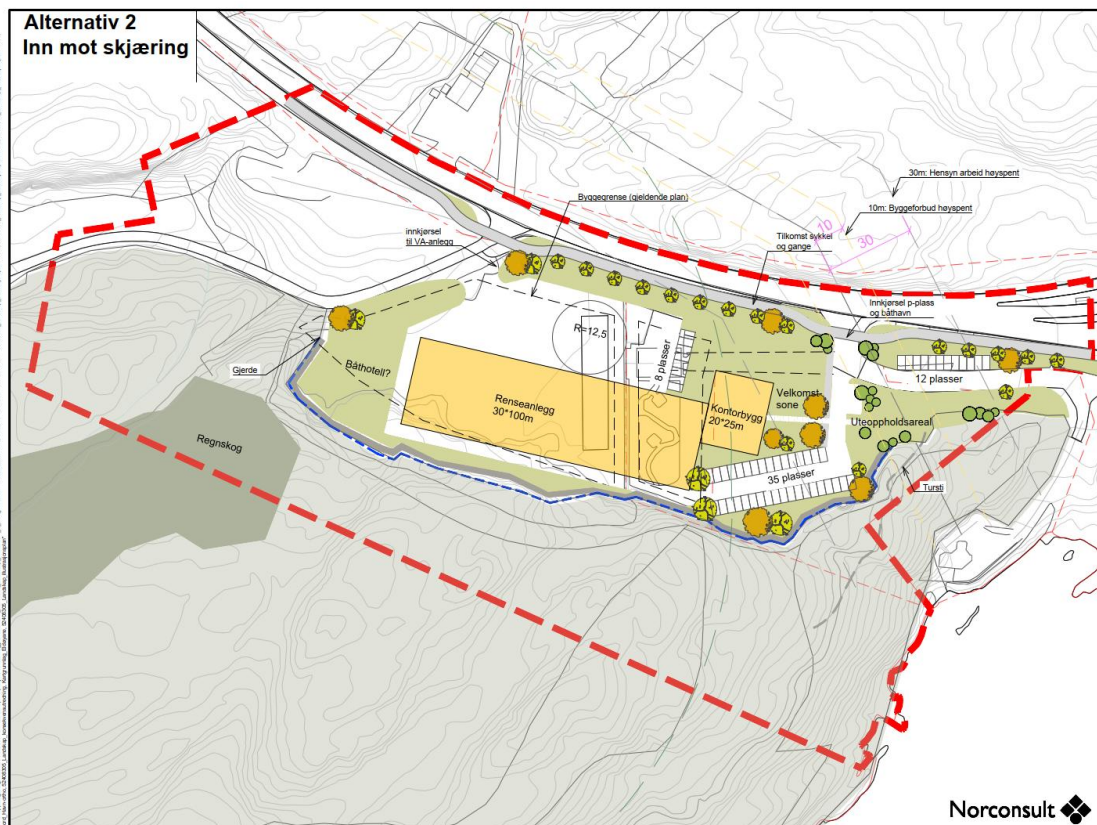 Alternativ 2
Inn mot skjæring
30m: Hensyn arbeid høyspent
10m: Byggeforbud høyspent
10
30
Byggegrense (gjeldende plan)
innkjørsel
til VA-anlegg
Tilkomst sykkel
og gange
Innkjørsel p-plass
og båthavn
R=12,5
8 plasser
12 plasser
Gjerde
Båthotell?
Renseanlegg
30*100m
Kontorbygg
20*25m
Velkomst-
sone
Uteoppholdsareal
Regnskog
35 plasser
Tursti
Norconsult